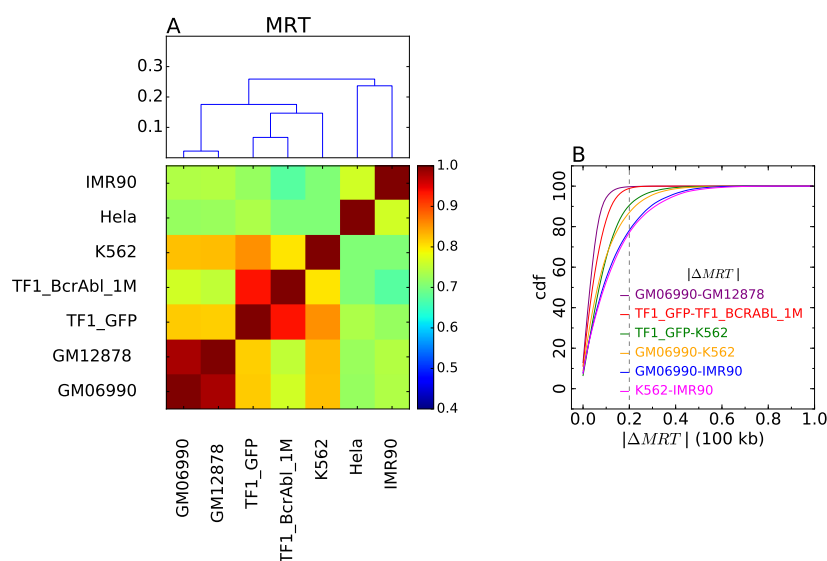 A
MRT
0.3
0.2
0.1
IMR90
Hela
K562
TF1_BcrAbl_1M
TF1_GFP
GM12878
GM06990
1.0
0.9
0.8
0.7
0.6
0.5
0.4
GM06990
GM12878
TF1_GFP
TF1_BcrAbl_1M
K562
Hela
IMR90
B
cdf
100
80
60
40
20
0
|ΔMRT|
GM06990-GM12878
TF1_GFP-TF1_BCRABL_1M
TF1_GFP-K562
GM06990-K562
GM06990-IMR90
K562-IMR90
0.0 0.2 0.4 0.6 0.8 1.0
|ΔMRT| (100 kb)